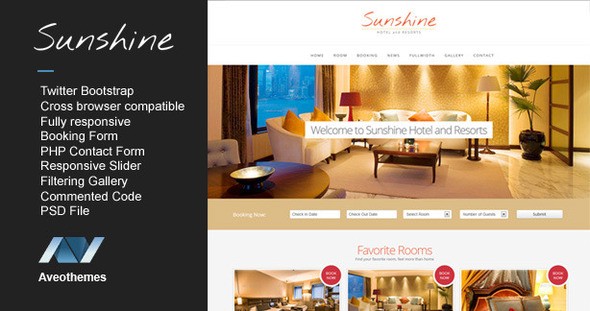 Sunshine
Twitter Bootstrap
Cross browser compatible
Fully responsive
Booking Form
PHP Contact Form
Responsive Slider
Filtering Gallery
Commented Code
PSD File
Aveothemes
Sunshine
HOTEL and RESORTS
HOME ROOM BOOKING NEWS FULLWIDTH GALLERY CONTACT
Welcome to Sunshine Hotel and Resorts
Booking Now: Check in Date Check Out Date Select Room Number of Guests Submit
Favorite Rooms
Find your favorite work, feel more than home
BOOK NOW BOOK NOW BOOK NOW